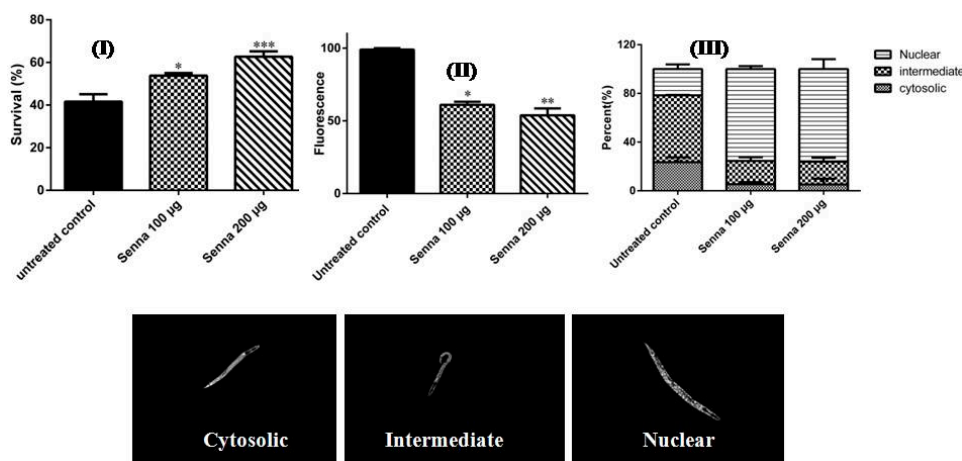 (I)
Survival (%)
80
60
40
20
0
*
***
untreated control
Senna 100 µg
Senna 200 µg
(II)
Fluorescence
100
50
0
*
**
Untreated control
Senna 100 µg
Senna 200 µg
(III)
Percent(%)
120
80
40
0
Untreated control
Senna 100 µg
Senna 200 µg
Nuclear
intermediate
cytosolic
Cytosolic
Intermediate
Nuclear